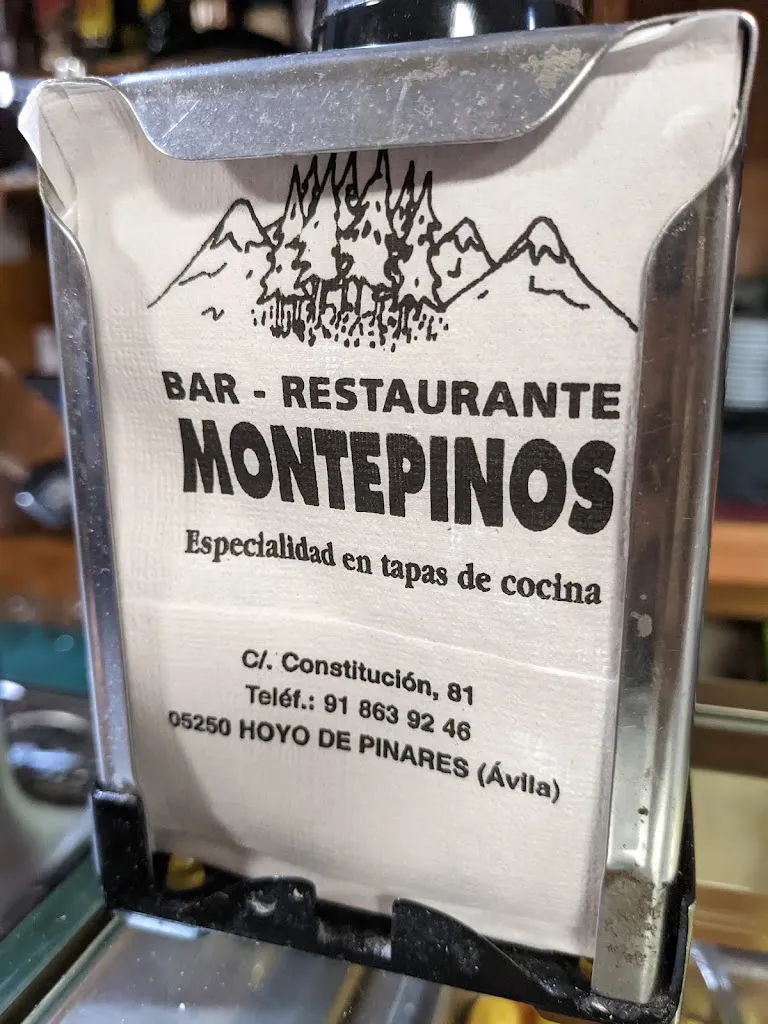 BAR - RESTAURANTE
MONTEPINOS
Especialidad en tapas de cocina
C/. Constitución, 81
Teléf.: 91 863 92 46
05250 HOYO DE PINARES (Ávila)